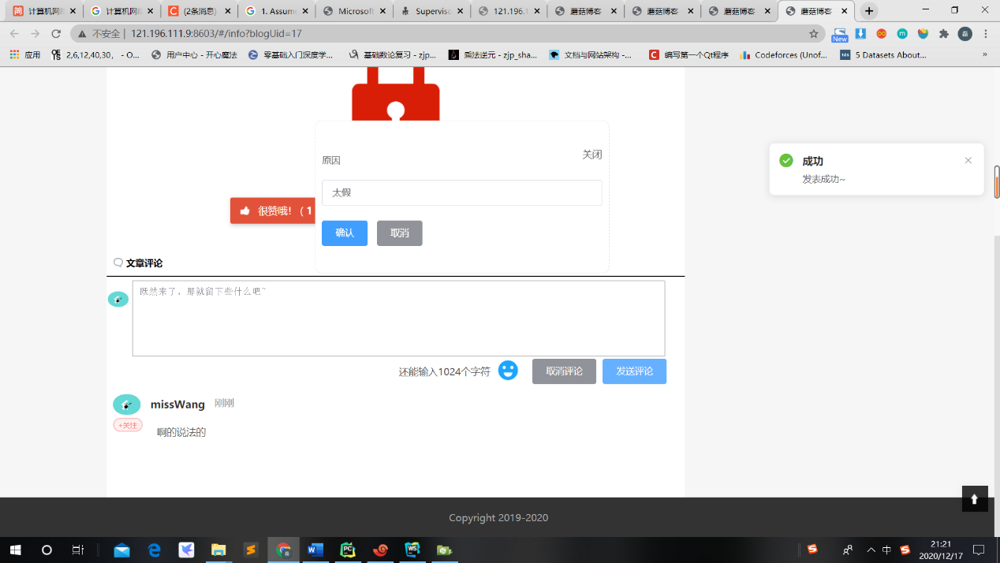 计算机网
计算机网
(2条消息)
1. Assum
Microsoft
Superviso
121.196.1
蘑菇博客
蘑菇博客
蘑菇博客
蘑菇博客
不安全
121.196.111.9:8603/#/info?blogUid=17
New
应用
2,6,12,40,30， - O...
用户中心 - 开心魔法
零基础入门深度学...
基础数论复习 - zjp...
乘法逆元 - zjp_sha...
文档与网站架构 -...
编写第一个Qt程序
Codeforces (Unof...
5 Datasets About...
关闭
原因
太假
确认
取消
很赞哦！（ 1
成功
发表成功~
文章评论
既然来了，那就留下些什么吧~
还能输入1024个字符
取消评论
发送评论
missWang
刚刚
+关注
啊的说法的
Copyright 2019-2020
中
21:21
2020/12/17